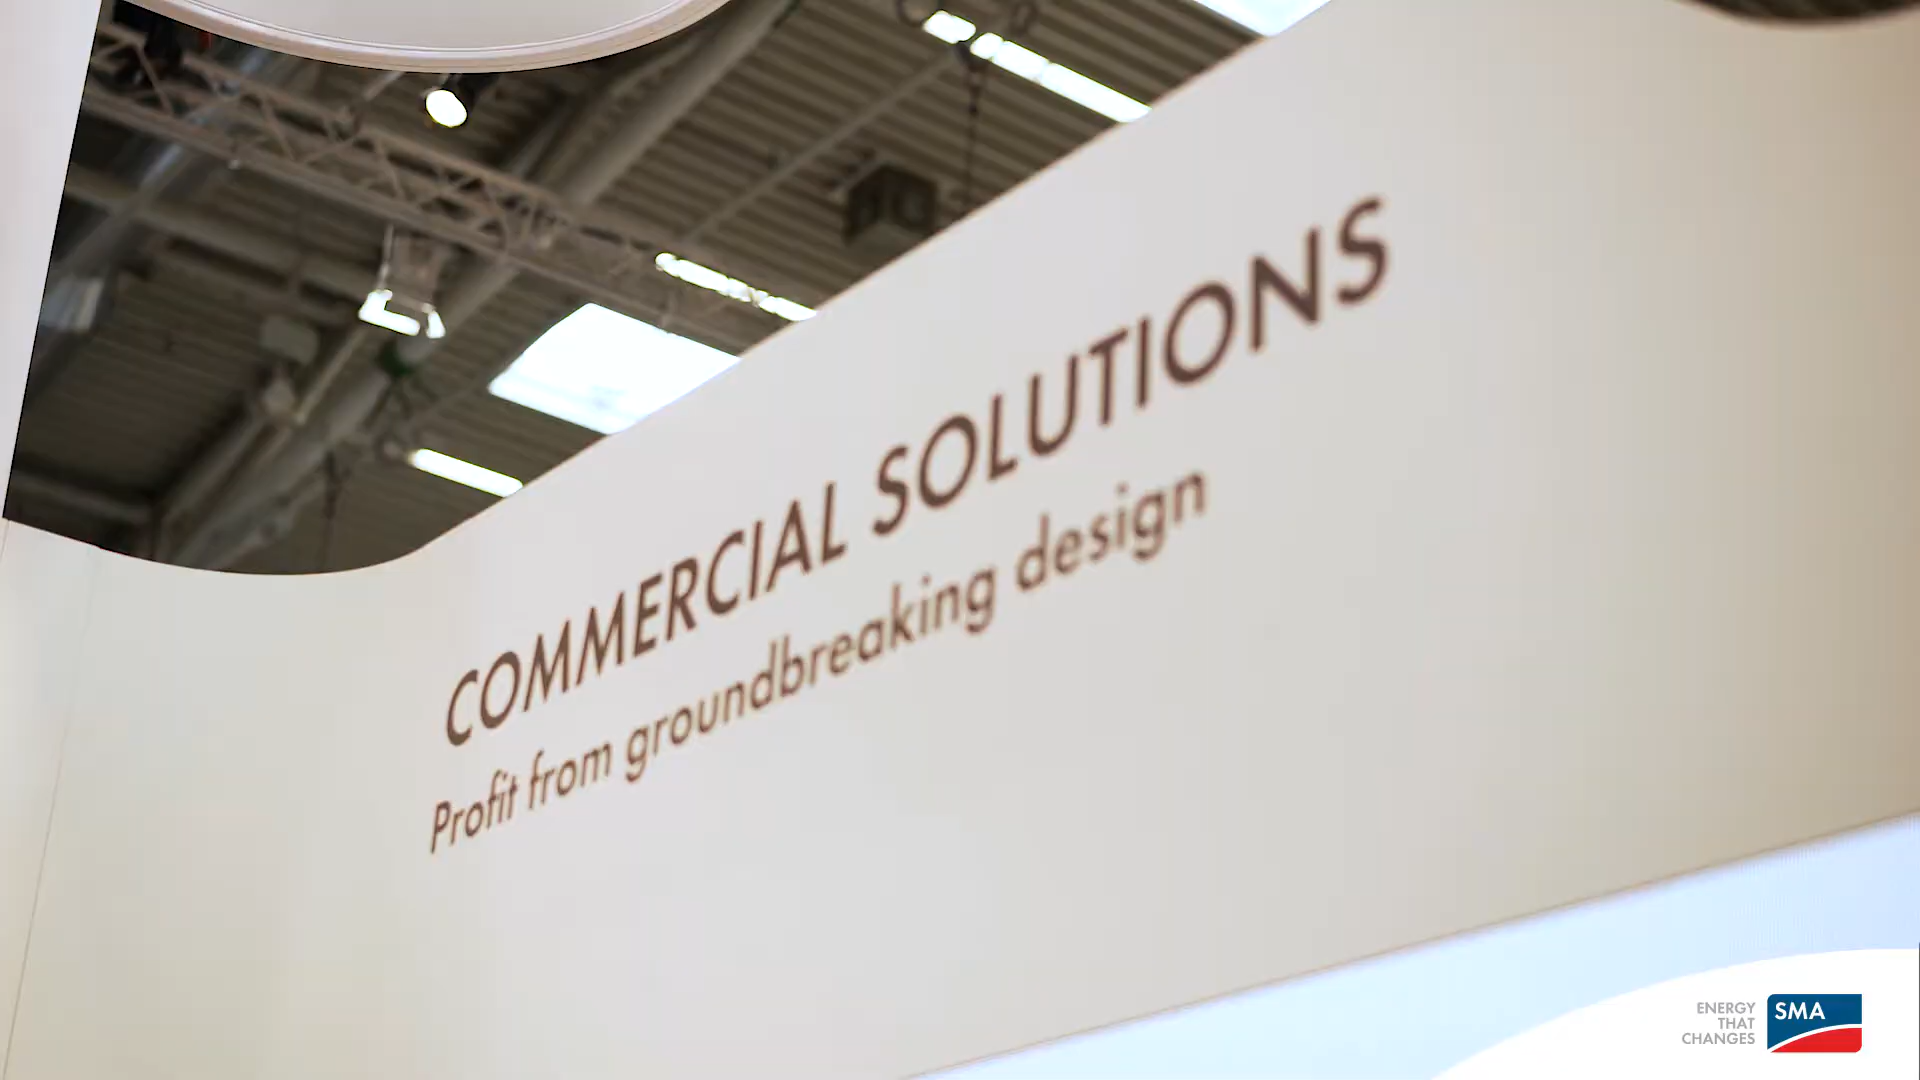 COMMERCIAL SOLUTIONS
Profit from groundbreaking design
ENERGY
THAT
CHANGES
SMA